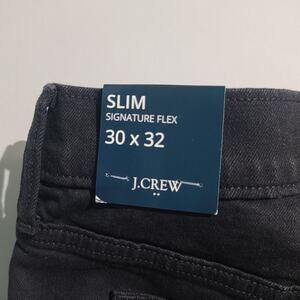 SLIM
SIGNATURE FLEX
30 x 32
J.CREW